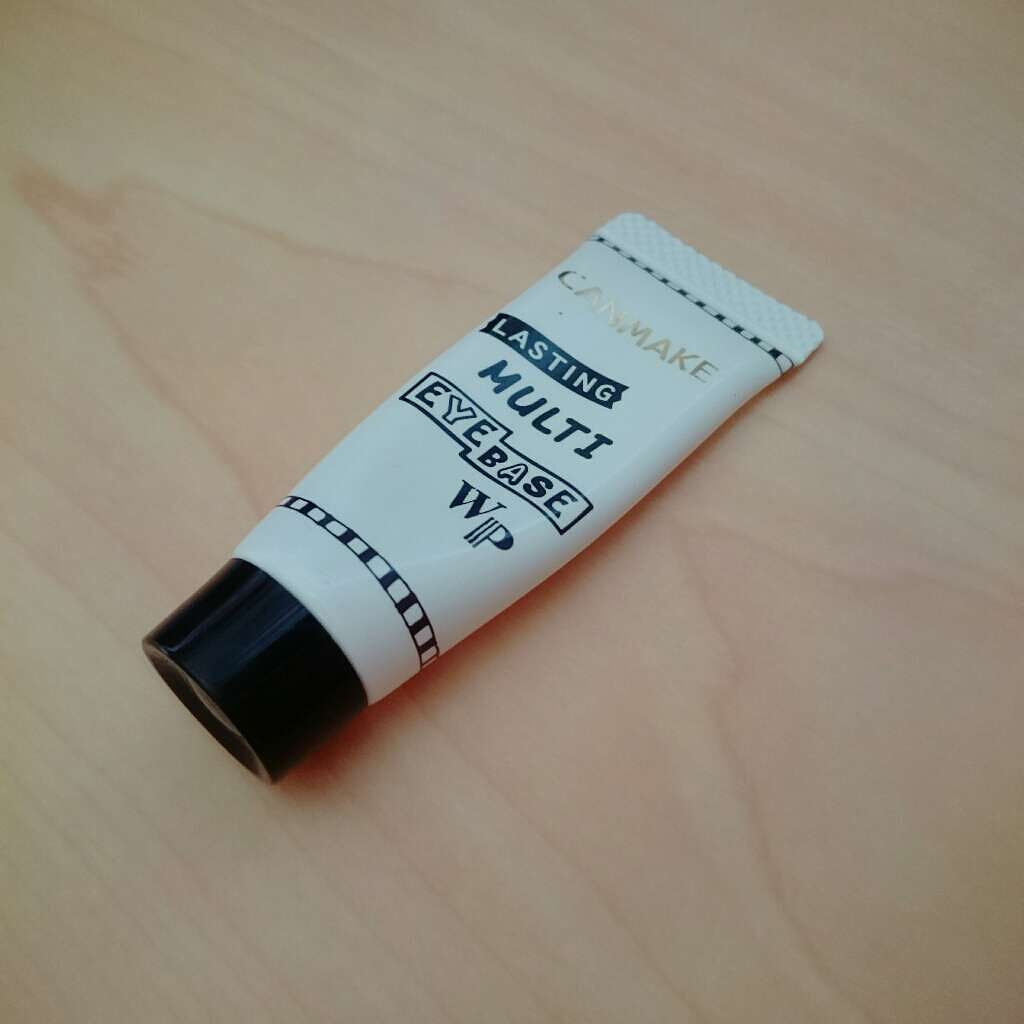 CANMAKE
LASTING
MULTI
EYE BASE
WP